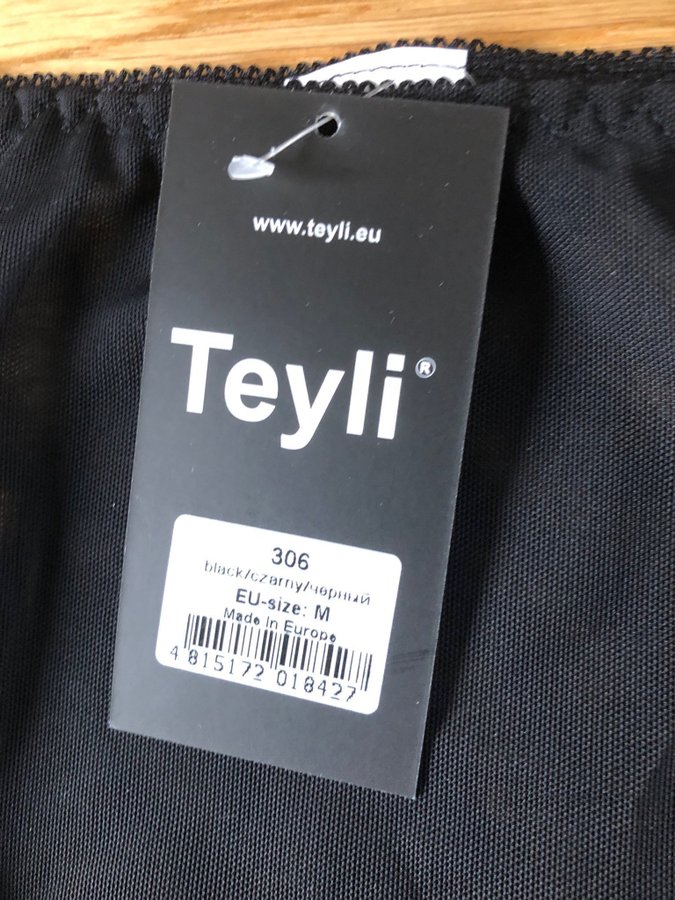 www.teyli.eu
Teyli®
306
black/czarny/черный
EU-size: M
Made in Europe
4 815172 018427